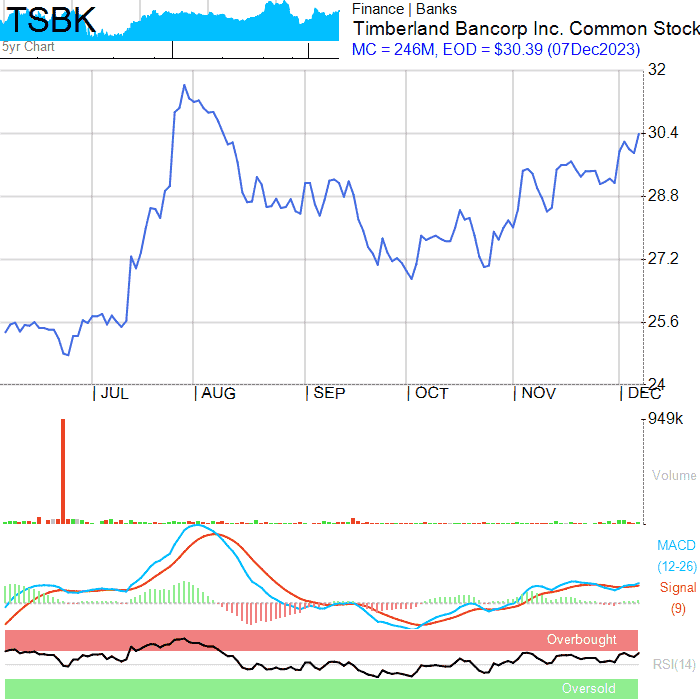 TSBK
5yr Chart
Finance | Banks
Timberland Bancorp Inc. Common Stock
MC = 246M, EOD = $30.39 (07Dec2023)
32
30.4
28.8
27.2
25.6
24
JUL AUG SEP OCT NOV DEC
949k
Volume
MACD
(12-26)
Signal
(9)
Overbought
RSI(14)
Oversold